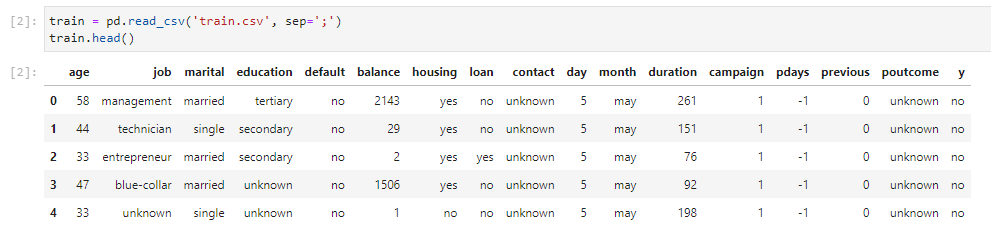 [2]: train = pd.read_csv('train.csv', sep=';')
train.head()
[2]: age job marital education default balance housing loan contact day month duration campaign pdays previous poutcome y
0 58 management married tertiary no 2143 yes no unknown 5 may 261 1 -1 0 unknown no
1 44 technician single secondary no 29 yes no unknown 5 may 151 1 -1 0 unknown no
2 33 entrepreneur married secondary no 2 yes yes unknown 5 may 76 1 -1 0 unknown no
3 47 blue-collar married unknown no 1506 yes no unknown 5 may 92 1 -1 0 unknown no
4 33 unknown single unknown no 1 no no unknown 5 may 198 1 -1 0 unknown no